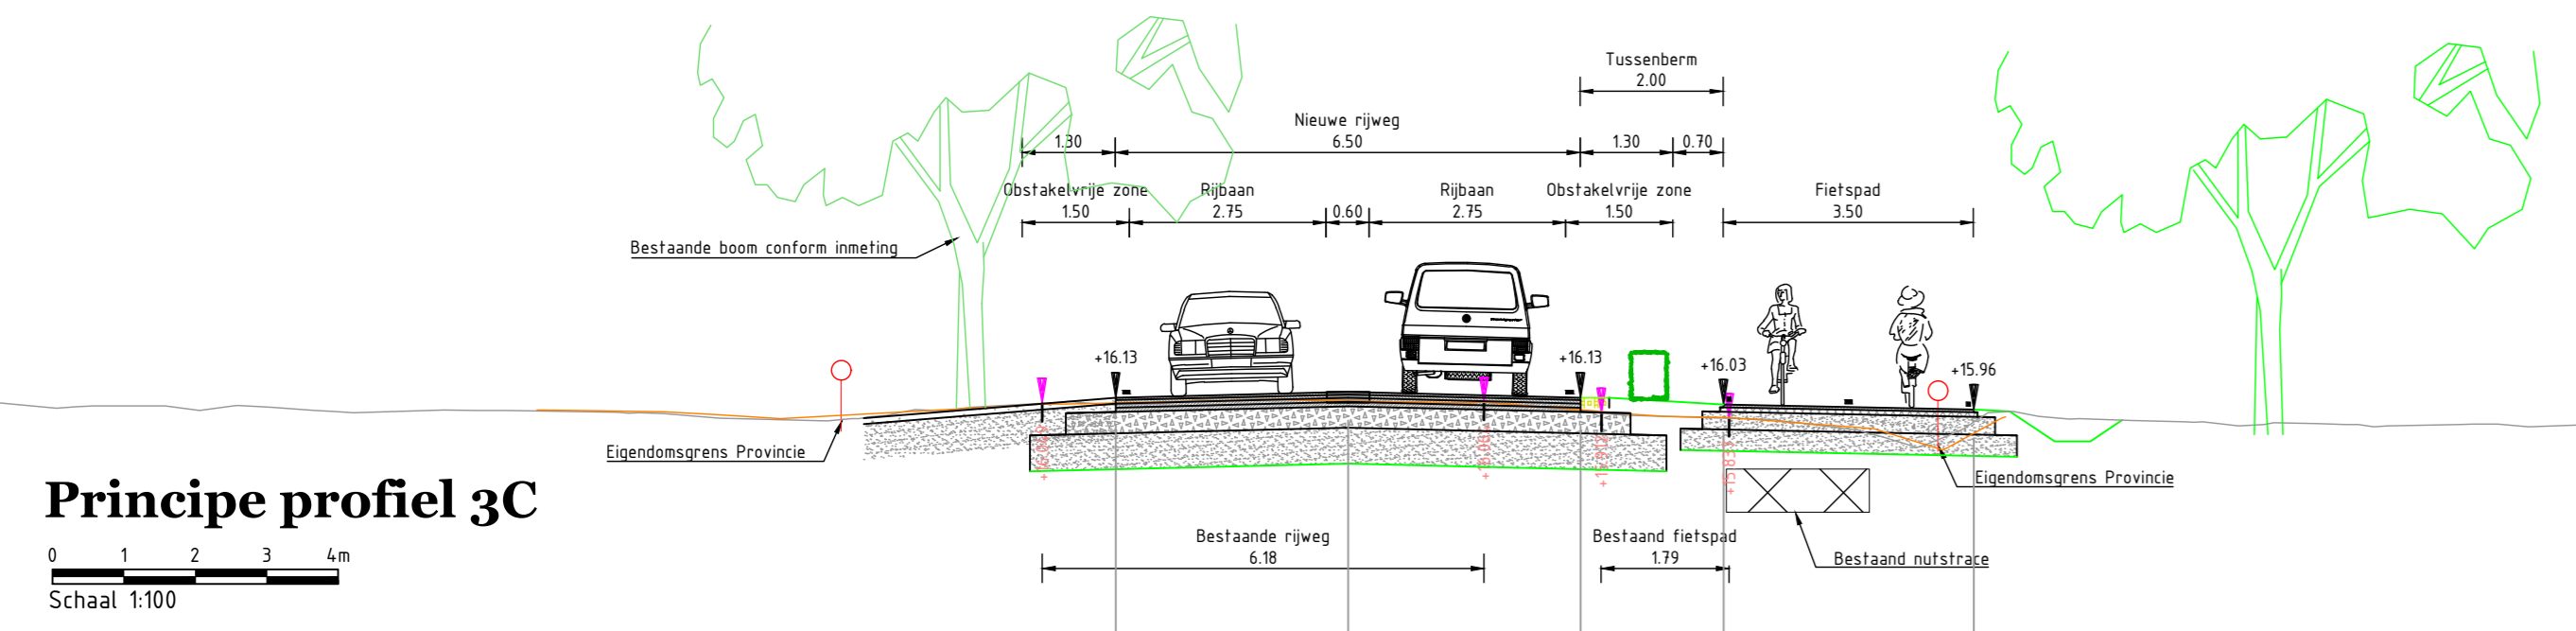 Tussenberm
2.00
Nieuwe rijweg
1.30
6.50
1.30
0.70
Obstakelvrije zone
Rijbaan
Rijbaan
Obstakelvrije zone
Fietspad
1.50
2.75
0.60
2.75
1.50
3.50
Bestaande boom conform inmeting
+16.13
+16.13
+16.03
+15.96
Eigendomsgrens Provincie
Eigendomsgrens Provincie
Principe profiel 3C
Bestaande rijweg
6.18
Bestaand fietspad
1.79
Bestaand nutstrace
0 1 2 3 4m
Schaal 1:100